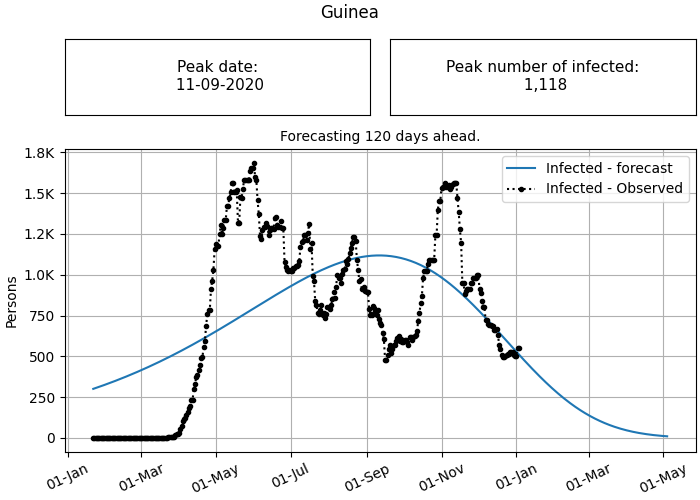 Guinea
Peak date:
11-09-2020
Peak number of infected:
1,118
Forecasting 120 days ahead.
1.8K
1.5K
1.2K
1.0K
750
500
250
0
Persons
Infected - forecast
Infected - Observed
01-Jan
01-Mar
01-May
01-Jul
01-Sep
01-Nov
01-Jan
01-Mar
01-May